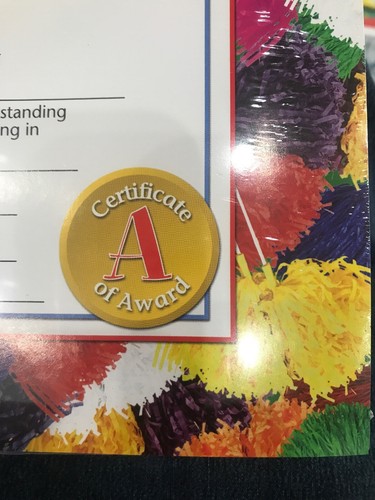 standing
ng in
Certificate
A
of Award